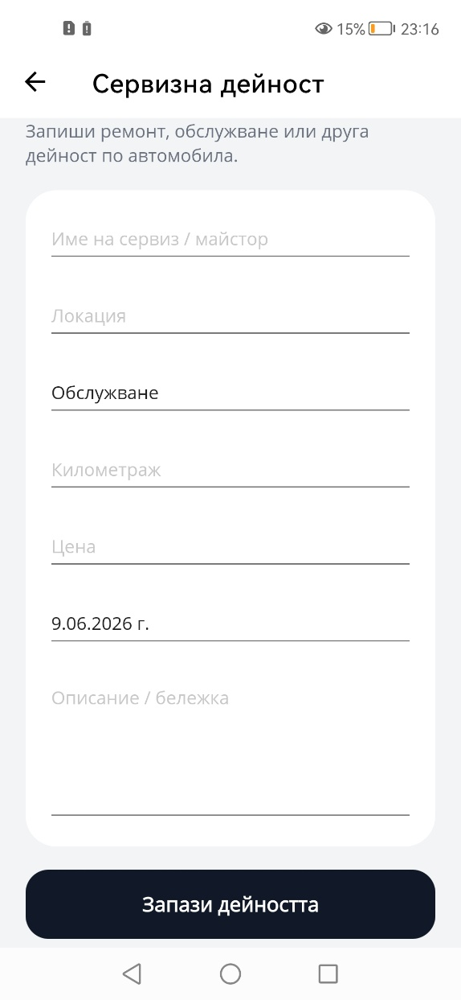 15% 23:16
Сервизна дейност
Запиши ремонт, обслужване или друга
дейност по автомобила.
Име на сервиз / майстор
Локация
Обслужване
Километраж
Цена
9.06.2026 г.
Описание / бележка
Запази дейността